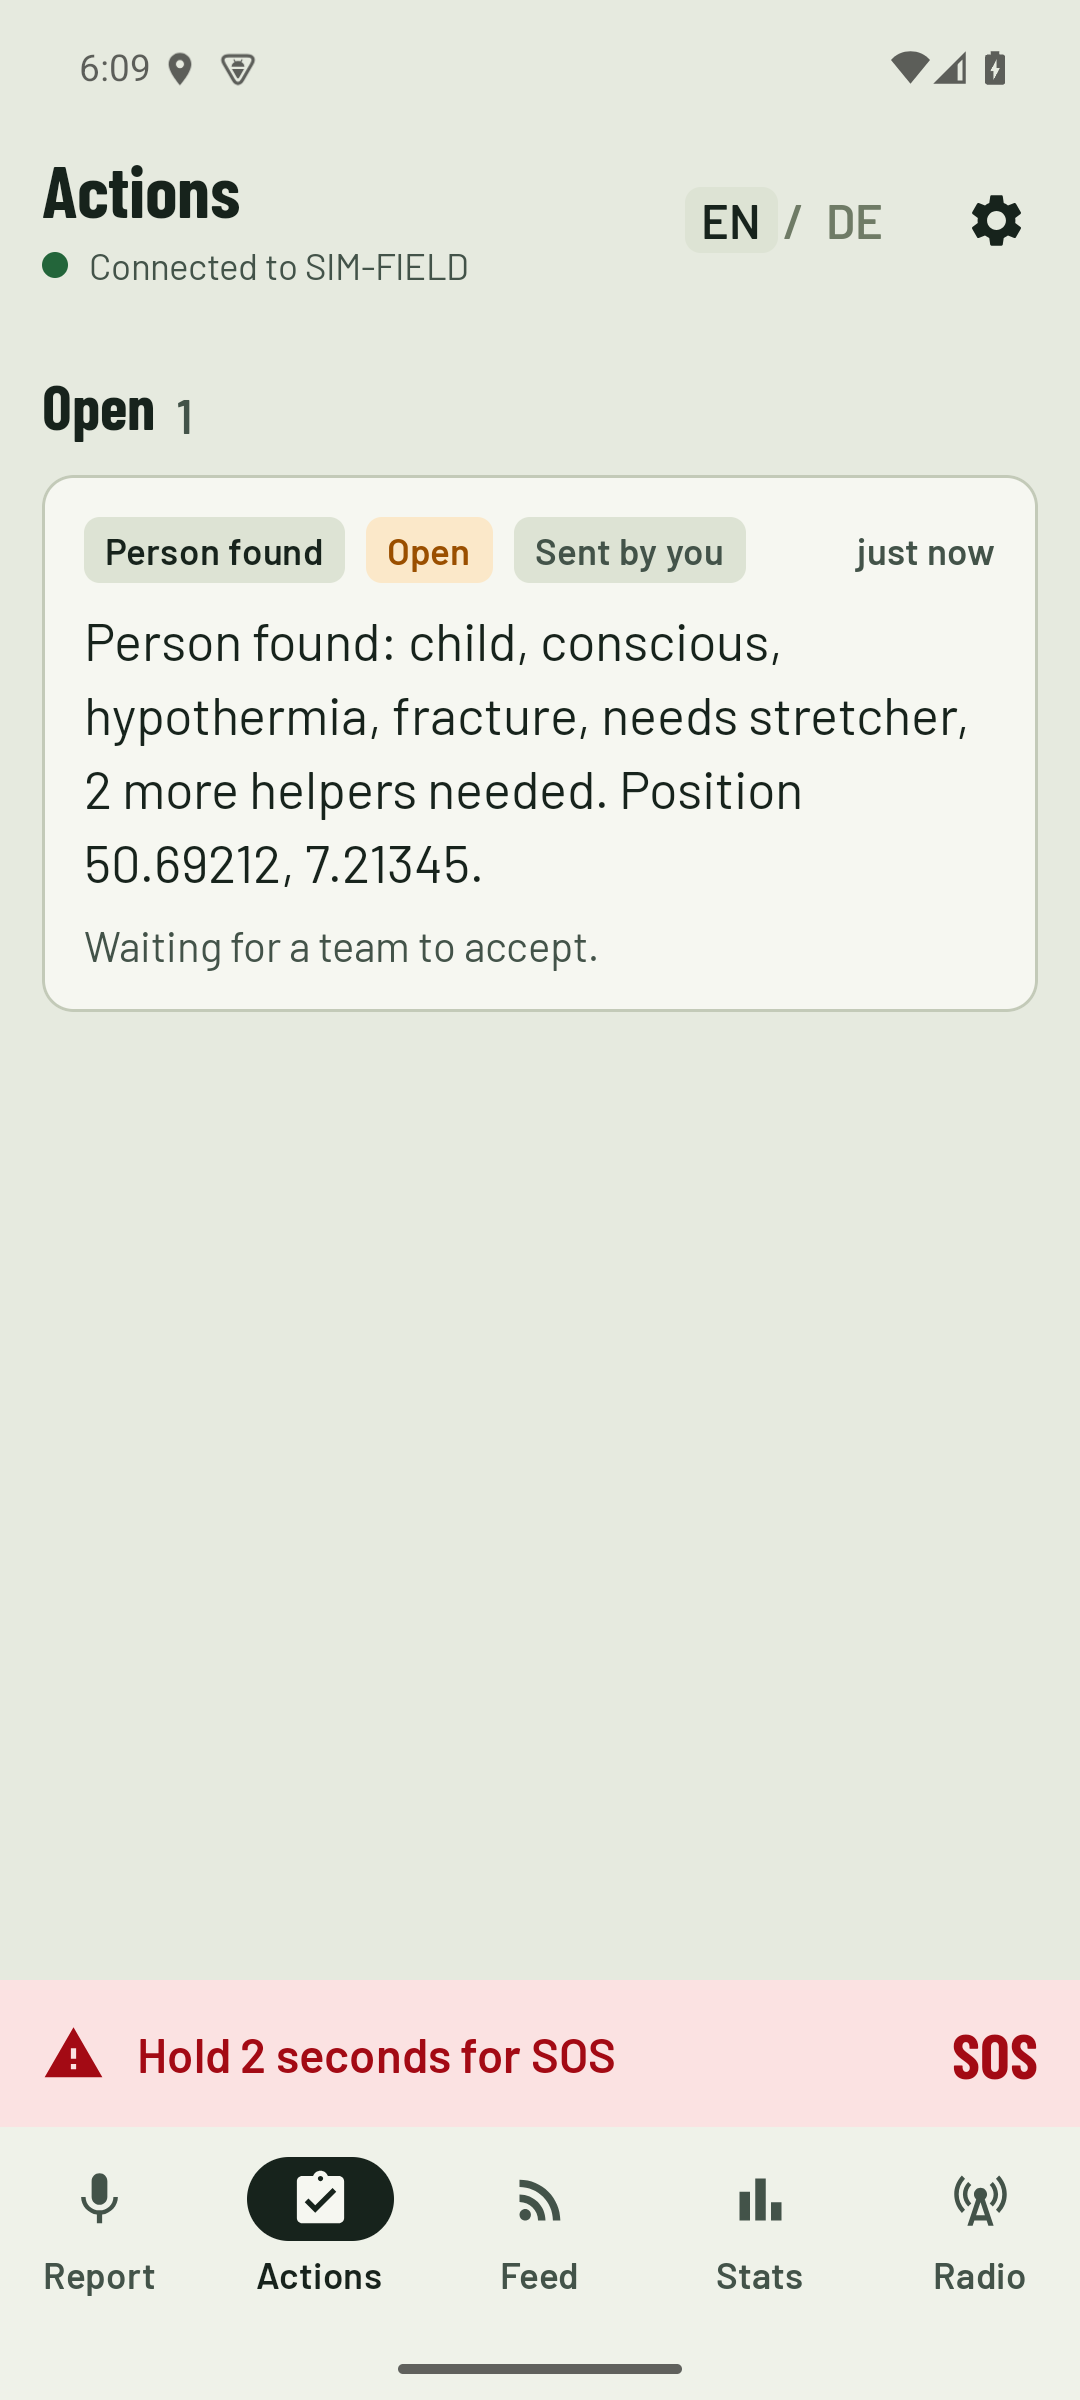 6:09
Actions
EN / DE
Connected to SIM-FIELD
Open 1
Person found Open Sent by you just now
Person found: child, conscious,
hypothermia, fracture, needs stretcher,
2 more helpers needed. Position
50.69212, 7.21345.
Waiting for a team to accept.
Hold 2 seconds for SOS SOS
Report Actions Feed Stats Radio